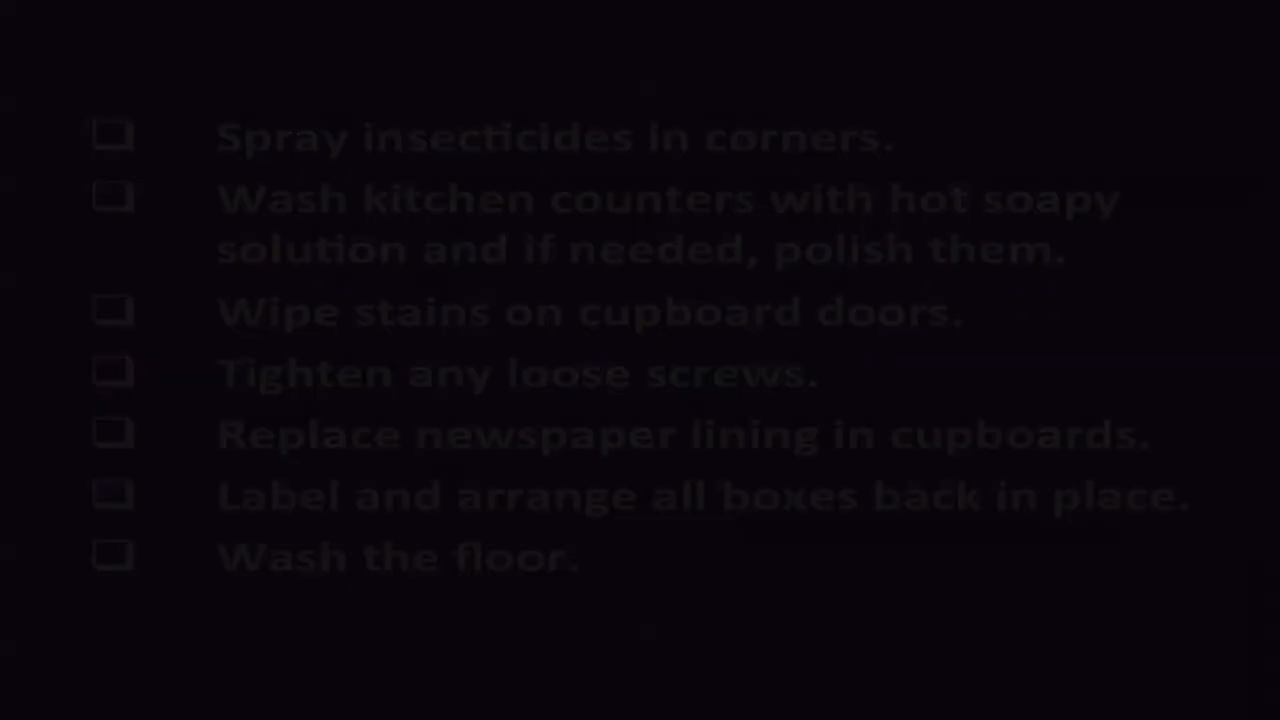 ❑ Spray insecticides in corners.
❑ Wash kitchen counters with hot soapy
solution and if needed, polish them.
❑ Wipe stains on cupboard doors.
❑ Tighten any loose screws.
❑ Replace newspaper lining in cupboards.
❑ Label and arrange all boxes back in place.
❑ Wash the floor.